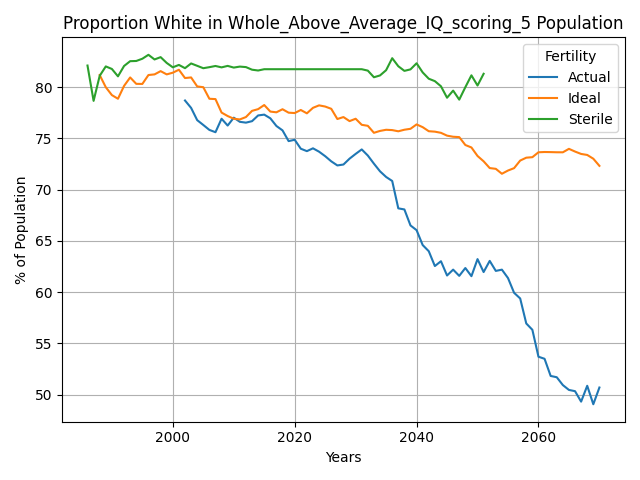 Proportion White in Whole_Above_Average_IQ_scoring_5 Population
% of Population
80
75
70
65
60
55
50
Fertility
Actual
Ideal
Sterile
2000 2020 2040 2060
Years